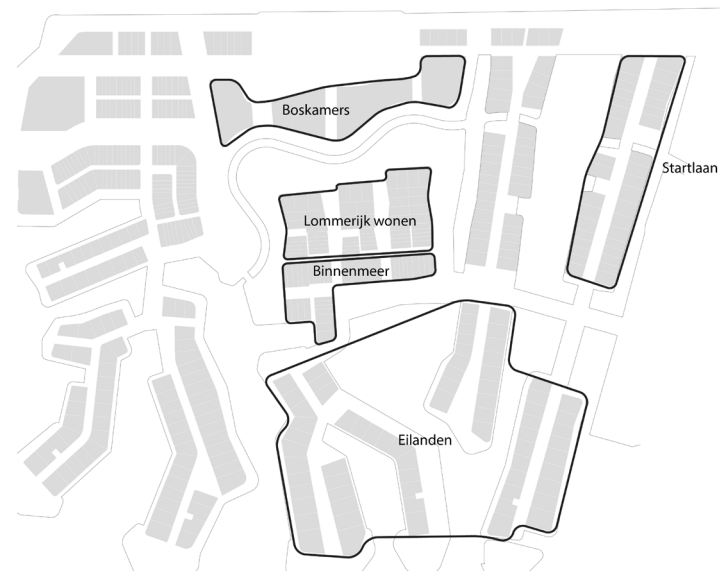 Boskamers
Startlaan
Lommerijk wonen
Binnenmeer
Eilanden